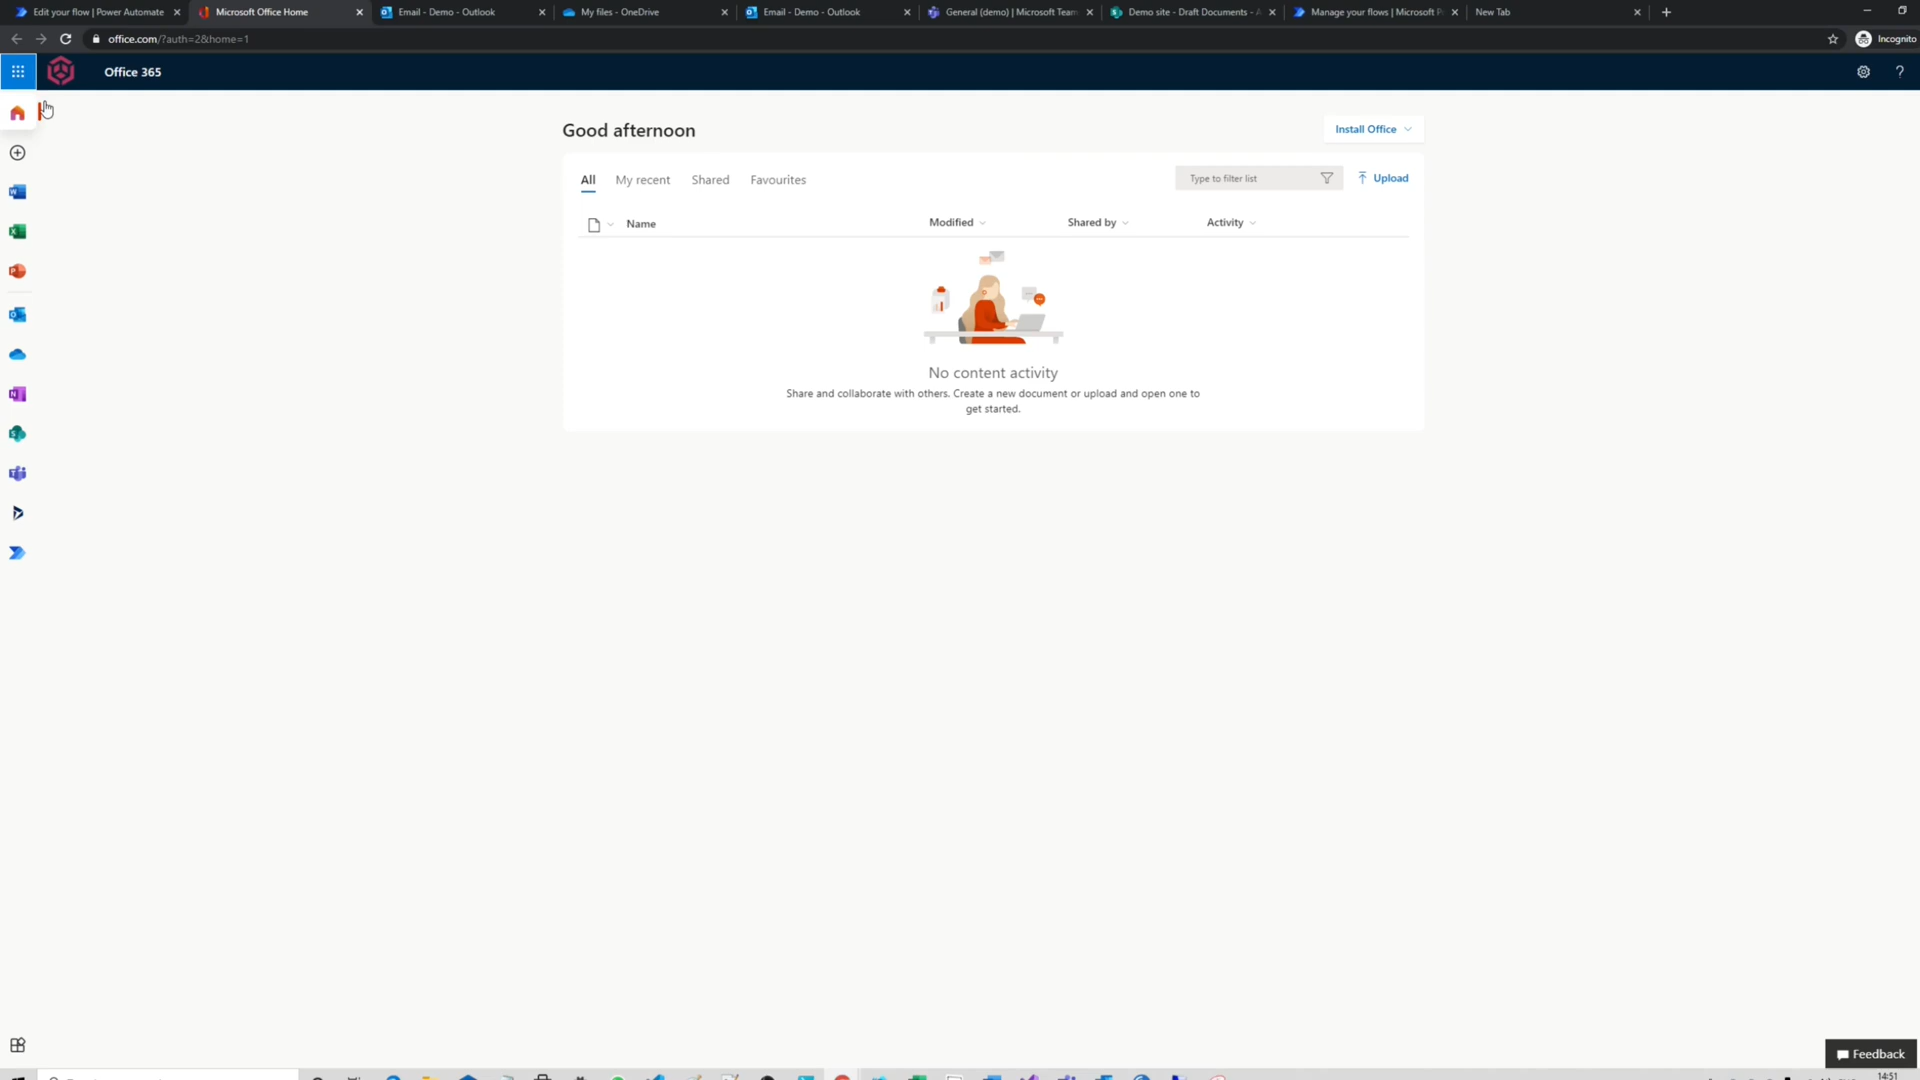 Edit your flow | Power Automate
Microsoft Office Home
Email - Demo - Outlook
My files - OneDrive
Email - Demo - Outlook
General (demo) | Microsoft Team
Demo site - Draft Documents - A
Manage your flows | Microsoft P
New Tab
office.com/?auth=2&home=1
Incognito
Office 365
?
Good afternoon
Install Office
All My recent Shared Favourites
Type to filter list
Upload
Name Modified Shared by Activity
No content activity
Share and collaborate with others. Create a new document or upload and open one to
get started.
Feedback
14:51